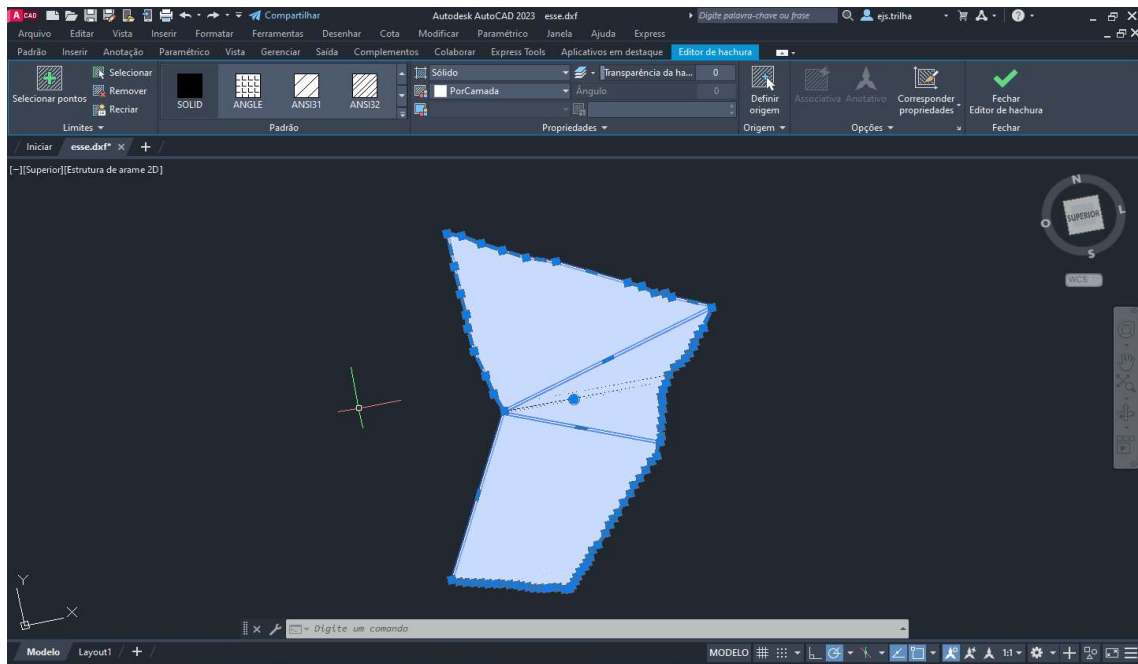 A CAD Compartilhar Autodesk AutoCAD 2023 esse.dxf Digite palavra-chave ou frase ejs.trilha
Arquivo Editar Vista Inserir Formatar Ferramentas Desenhar Cota Modificar Paramétrico Janela Ajuda Express
Padrão Inserir Anotação Paramétrico Vista Gerenciar Saída Complementos Colaborar Express Tools Aplicativos em destaque Editor de hachura
Selecionar pontos
Selecionar
Remover
Recriar
SOLID ANGLE ANSI31 ANSI32
Sólido
PorCamada
Transparência da ha... 0
Ângulo 0
Definir origem
Associativa Anotativo
Corresponder propriedades
Fechar Editor de hachura
Limites Padrão Propriedades Origem Opções Fechar
Iniciar esse.dxf* × +
[−][Superior][Estrutura de arame 2D]
N
O SUPERIOR L
S
WCS
Y
X
Digite um comando
Modelo Layout1 + MODELO 1:1